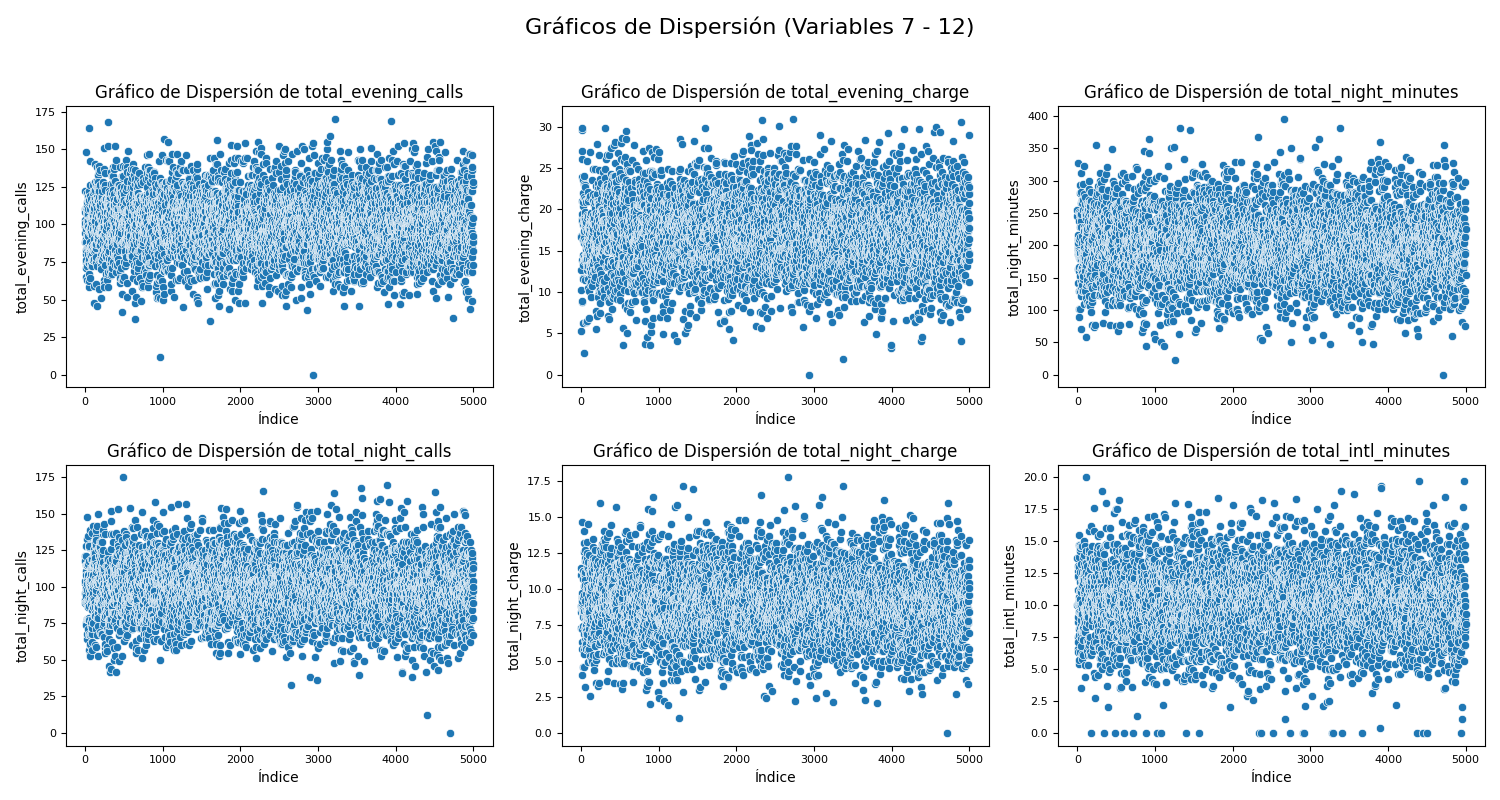 Gráficos de Dispersión (Variables 7 - 12)
Gráfico de Dispersión de total_evening_calls
175
150
125
100
75
50
25
0
total_evening_calls
0 1000 2000 3000 4000 5000
Índice
Gráfico de Dispersión de total_evening_charge
30
25
20
15
10
5
0
total_evening_charge
0 1000 2000 3000 4000 5000
Índice
Gráfico de Dispersión de total_night_minutes
400
350
300
250
200
150
100
50
0
total_night_minutes
0 1000 2000 3000 4000 5000
Índice
Gráfico de Dispersión de total_night_calls
175
150
125
100
75
50
25
0
total_night_calls
0 1000 2000 3000 4000 5000
Índice
Gráfico de Dispersión de total_night_charge
17.5
15.0
12.5
10.0
7.5
5.0
2.5
0.0
total_night_charge
0 1000 2000 3000 4000 5000
Índice
Gráfico de Dispersión de total_intl_minutes
20.0
17.5
15.0
12.5
10.0
7.5
5.0
2.5
0.0
total_intl_minutes
0 1000 2000 3000 4000 5000
Índice